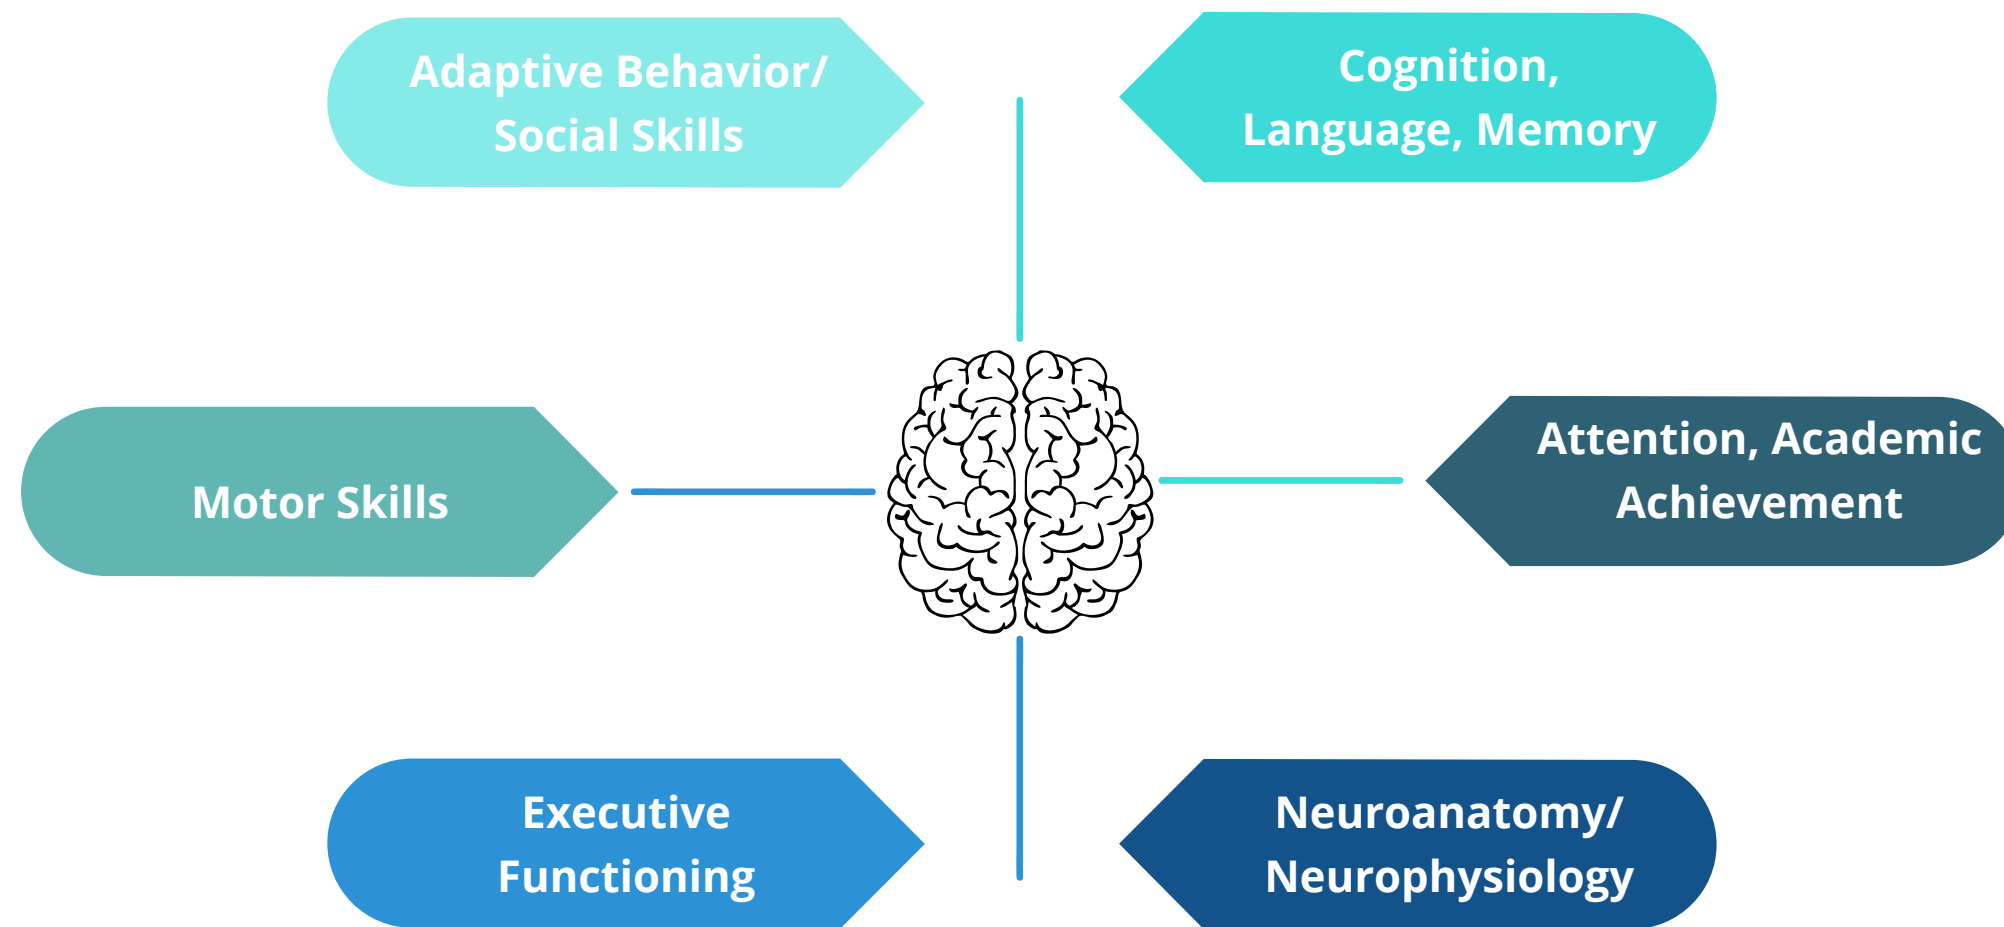 Adaptive Behavior/
Social Skills
Cognition,
Language, Memory
Motor Skills
Attention, Academic
Achievement
Executive
Functioning
Neuroanatomy/
Neurophysiology